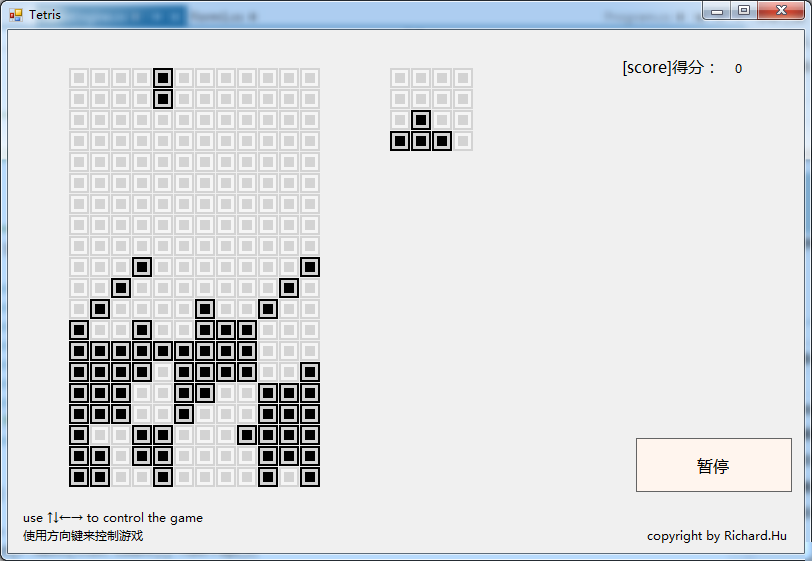 Tetris
[score]得分： 0
暂停
use ⇅←→ to control the game
使用方向键来控制游戏
copyright by Richard.Hu